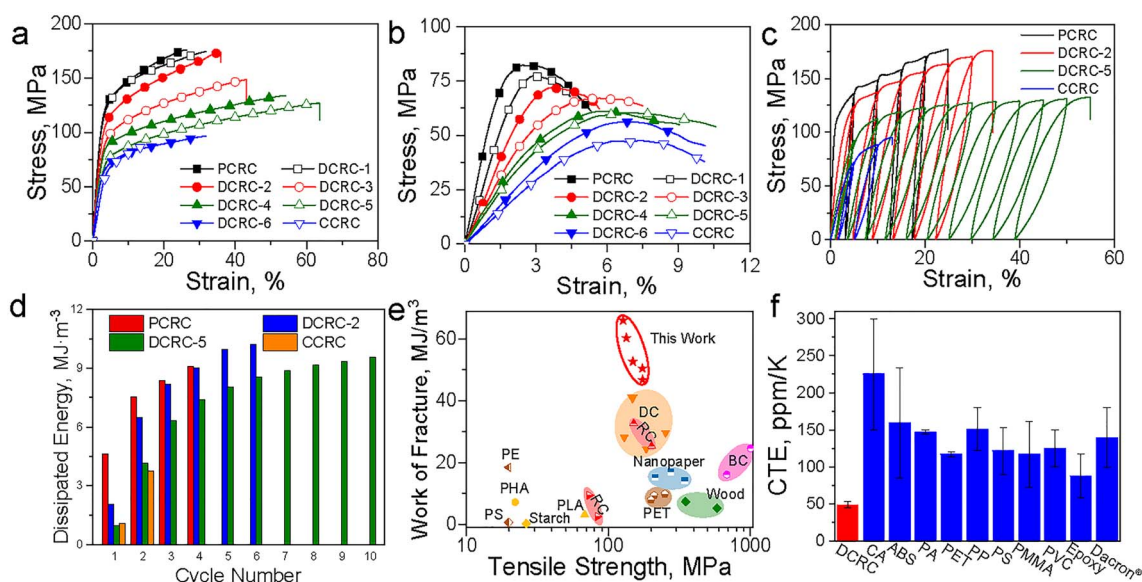 a
Stress, MPa
200
150
100
50
0
PCRC
DCRC-1
DCRC-2
DCRC-3
DCRC-4
DCRC-5
DCRC-6
CCRC
0 20 40 60 80
Strain, %
b
Stress, MPa
100
75
50
25
0
PCRC
DCRC-1
DCRC-2
DCRC-3
DCRC-4
DCRC-5
DCRC-6
CCRC
0 3 6 9 12
Strain, %
c
Stress, MPa
200
150
100
50
0
PCRC
DCRC-2
DCRC-5
CCRC
0 10 20 30 40 50 60
Strain, %
d
Dissipated Energy, MJ·m-3
12
9
6
3
0
PCRC
DCRC-2
DCRC-5
CCRC
1 2 3 4 5 6 7 8 9 10
Cycle Number
e
Work of Fracture, MJ/m3
60
40
20
0
This Work
DC
RC
Nanopaper
BC
PE
PHA
PS
Starch
PLA
RC
PET
Wood
10 100 1000
Tensile Strength, MPa
f
CTE, ppm/K
300
250
200
150
100
50
0
DCRC
CA
ABS
PA
PET
PP
PS
PMMA
PVC
Epoxy
Dacron®